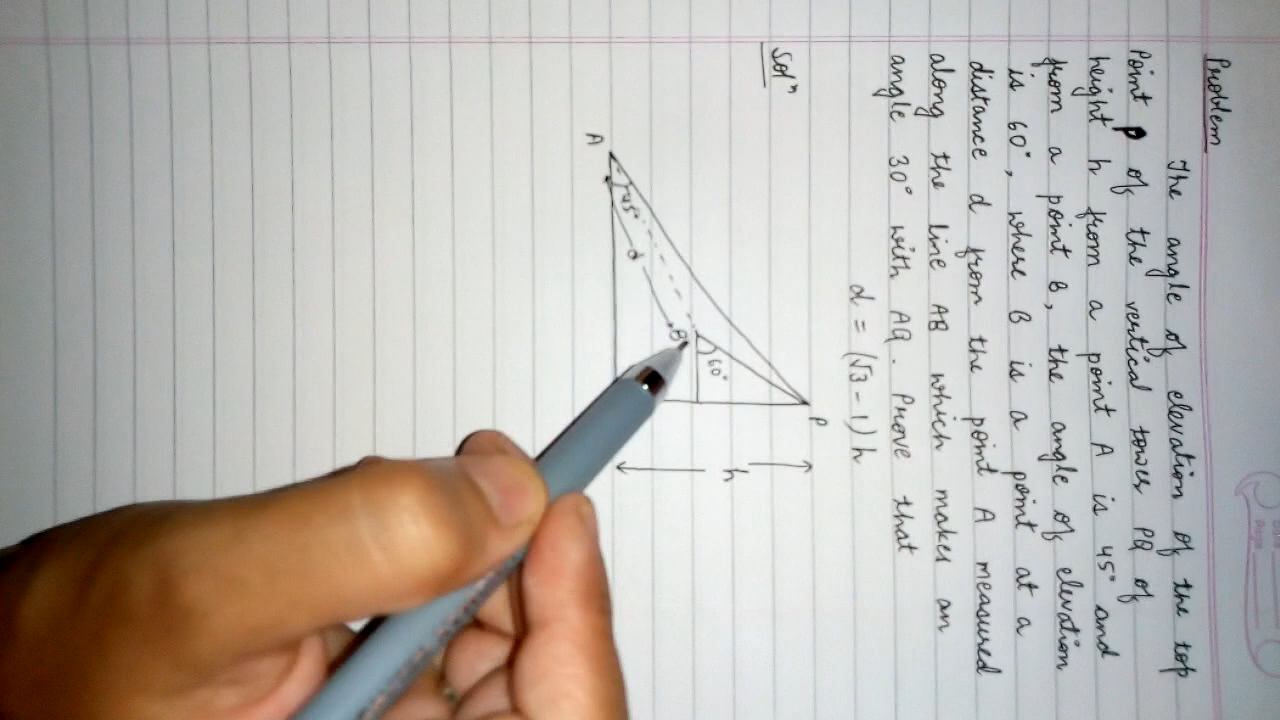 Problem
The angle of elevation of the top
Point P of the vertical tower PQ of
height h from a point A is 45° and
from a point B, the angle of elevation
is 60°, where B is a point at a
distance d from the point A measured
along the line AB which makes an
angle 30° with AQ. Prove that
d = (√3 - 1) h
Solⁿ
A
45°
d
B
60°
P
h